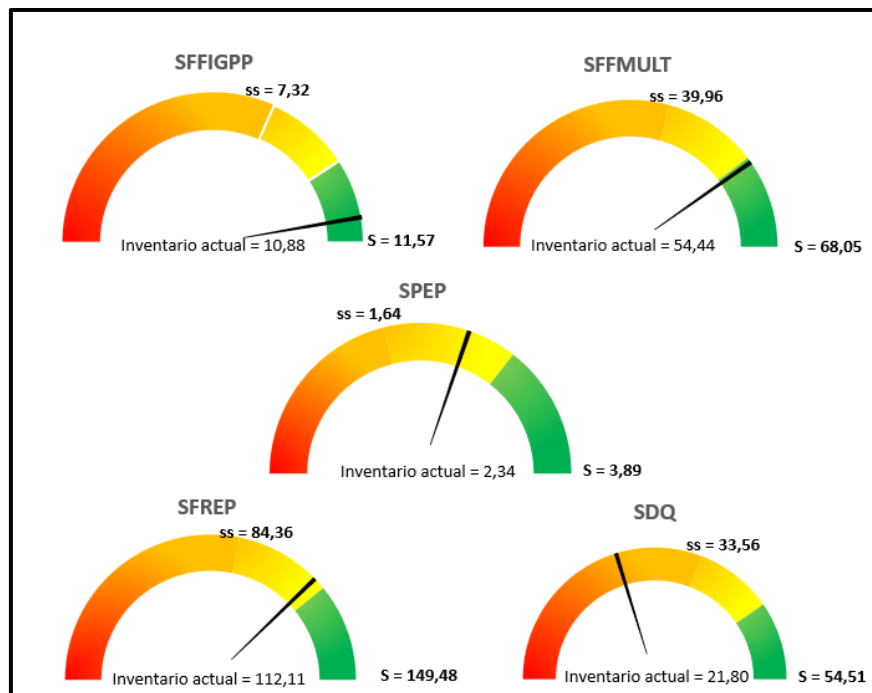 SFFIGPP
ss = 7,32
Inventario actual = 10,88
S = 11,57
SFFMULT
ss = 39,96
Inventario actual = 54,44
S = 68,05
SPEP
ss = 1,64
Inventario actual = 2,34
S = 3,89
SFREP
ss = 84,36
Inventario actual = 112,11
S = 149,48
SDQ
ss = 33,56
Inventario actual = 21,80
S = 54,51